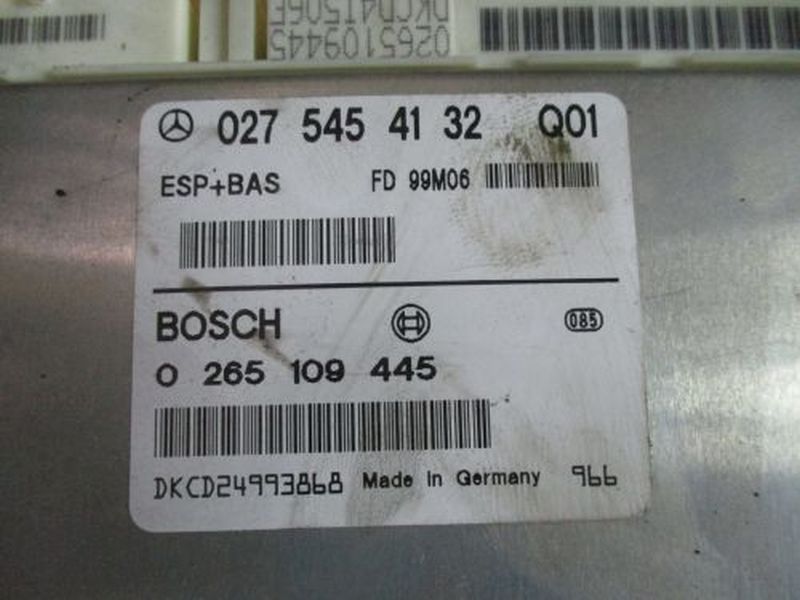 0265109445
027 545 41 32 Q01
ESP+BAS FD 99M06
BOSCH 085
0 265 109 445
DKCD24993868 Made in Germany 966